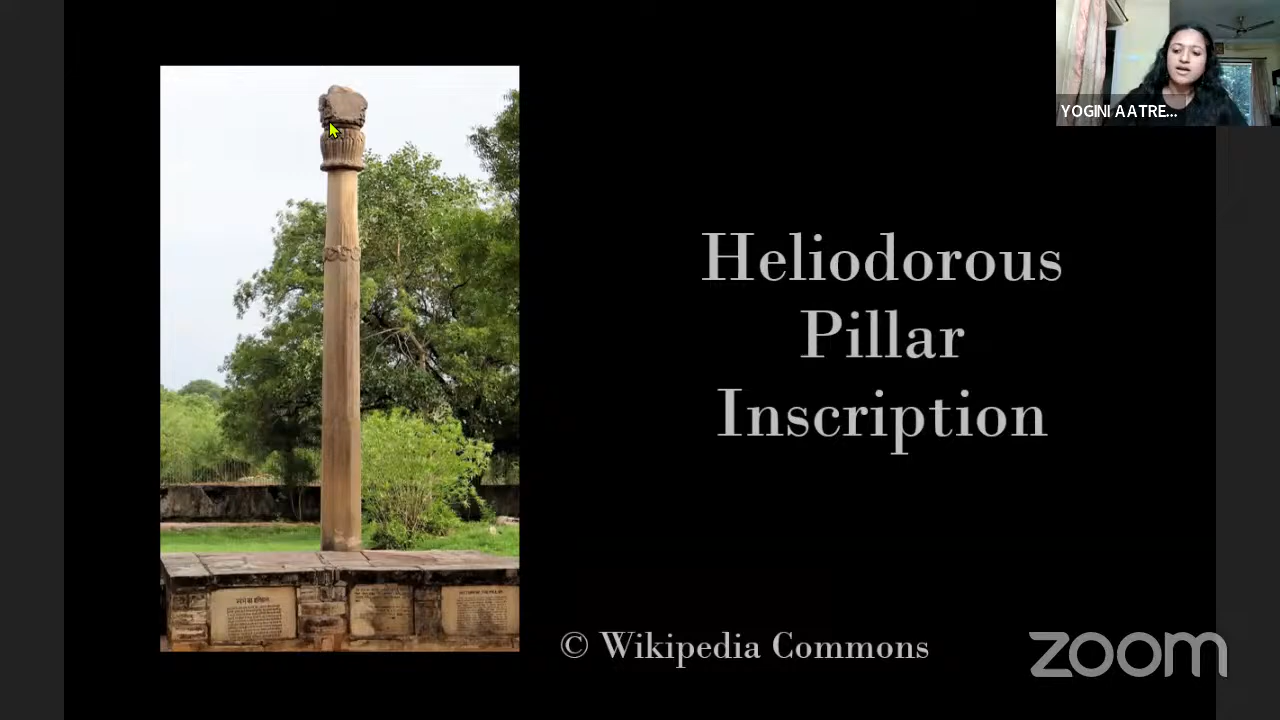 YOGINI AATRE...
Heliodorous
Pillar
Inscription
© Wikipedia Commons
zoom